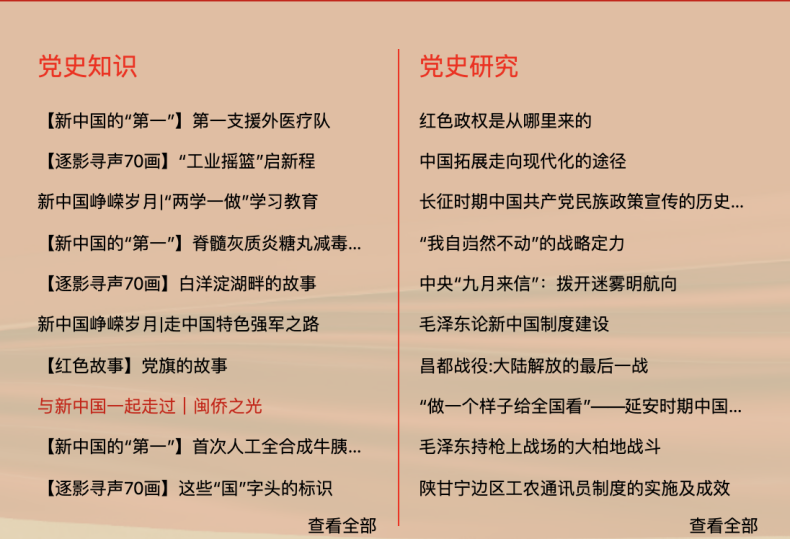 党史知识
【新中国的“第一”】第一支援外医疗队
【逐影寻声70画】“工业摇篮”启新程
新中国峥嵘岁月|“两学一做”学习教育
【新中国的“第一”】脊髓灰质炎糖丸减毒...
【逐影寻声70画】白洋淀湖畔的故事
新中国峥嵘岁月|走中国特色强军之路
【红色故事】党旗的故事
与新中国一起走过｜闽侨之光
【新中国的“第一”】首次人工全合成牛胰...
【逐影寻声70画】这些“国”字头的标识
查看全部
党史研究
红色政权是从哪里来的
中国拓展走向现代化的途径
长征时期中国共产党民族政策宣传的历史...
“我自岿然不动”的战略定力
中央“九月来信”：拨开迷雾明航向
毛泽东论新中国制度建设
昌都战役:大陆解放的最后一战
“做一个样子给全国看”——延安时期中国...
毛泽东持枪上战场的大柏地战斗
陕甘宁边区工农通讯员制度的实施及成效
查看全部